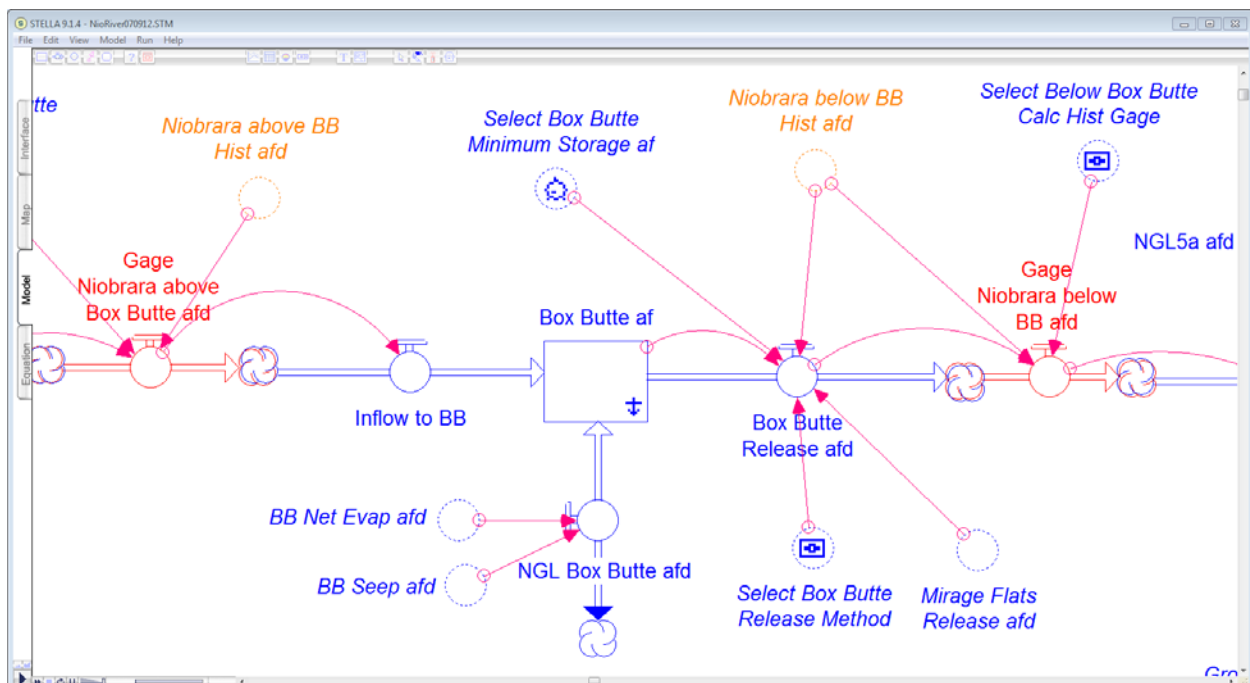 STELLA 9.1.4 - NioRiver070912.STM
File Edit View Model Run Help
Interface
Map
Model
Equation
tte
Niobrara above BB
Hist afd
Select Box Butte
Minimum Storage af
Niobrara below BB
Hist afd
Select Below Box Butte
Calc Hist Gage
NGL5a afd
Gage
Niobrara above
Box Butte afd
Inflow to BB
Box Butte af
Box Butte
Release afd
Gage
Niobrara below
BB afd
BB Net Evap afd
BB Seep afd
NGL Box Butte afd
Select Box Butte
Release Method
Mirage Flats
Release afd
Gro